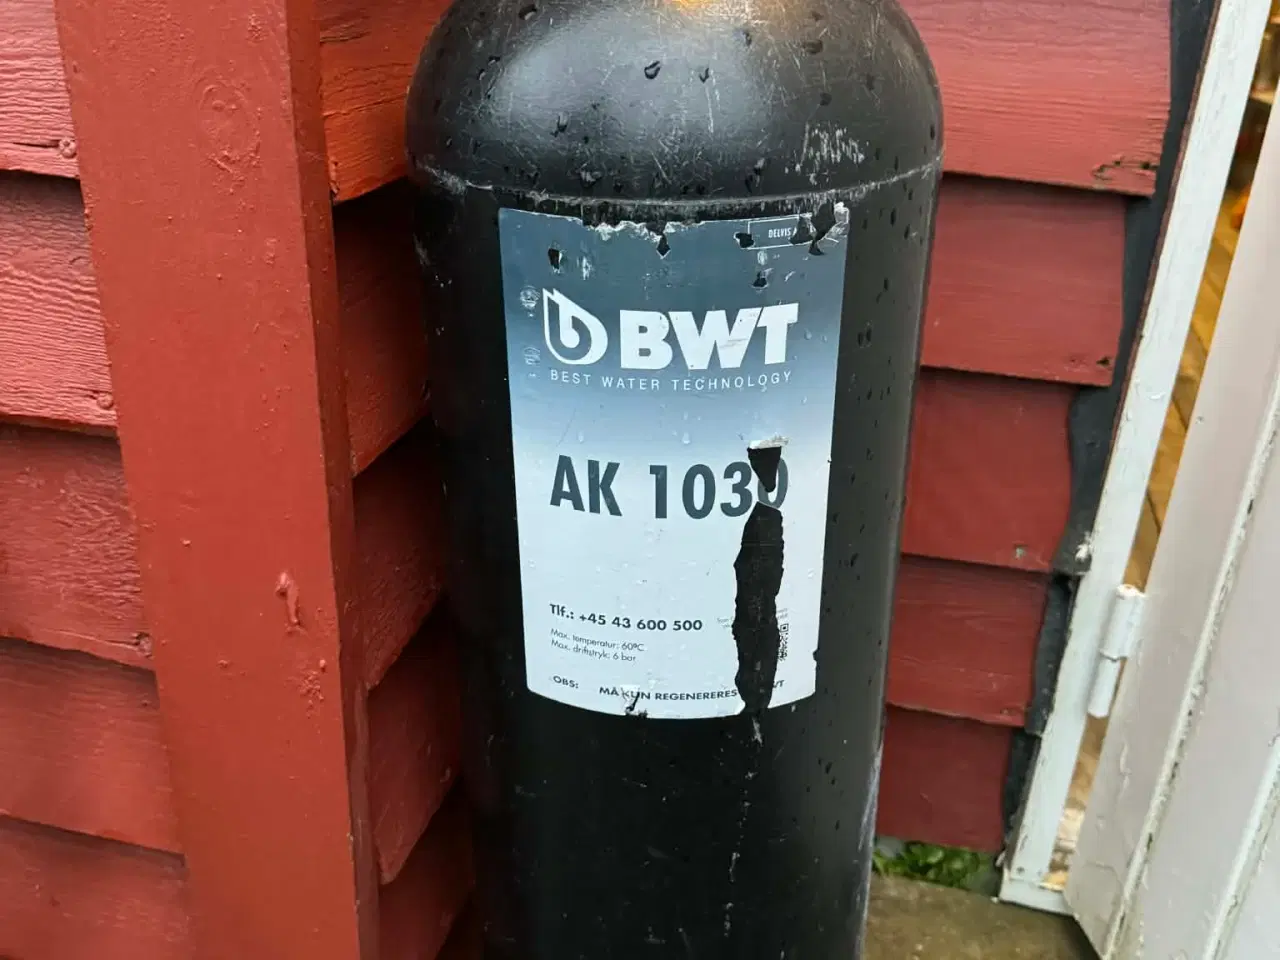 DELVIS
BWT
BEST WATER TECHNOLOGY
AK 1030
Tlf.: +45 43 600 500
Max. temperatur: 60ºC
Max. driftstryk: 6 bar
OBS: MÅ KUN REGENERERES